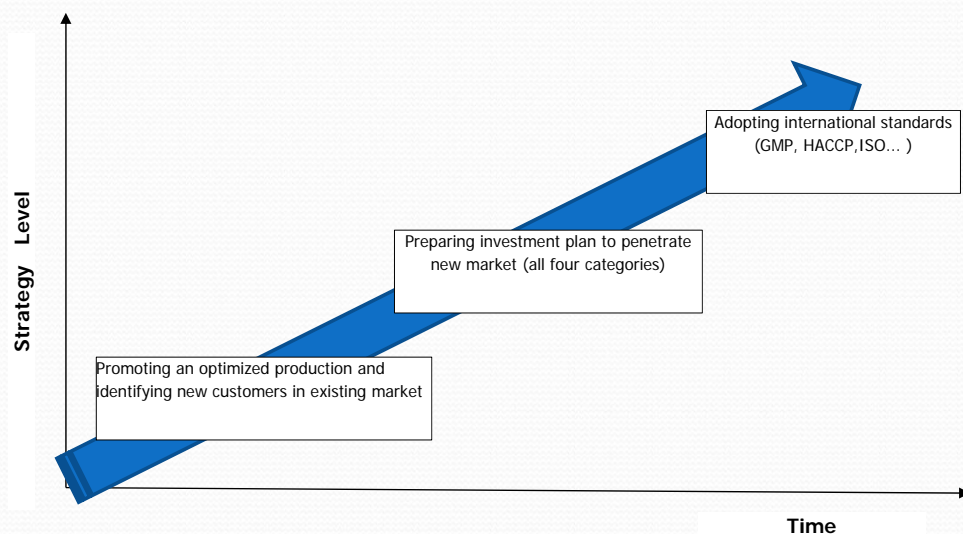 Adopting international standards
(GMP, HACCP,ISO... )
Preparing investment plan to penetrate
new market (all four categories)
Strategy Level
Promoting an optimized production and
identifying new customers in existing market
Time